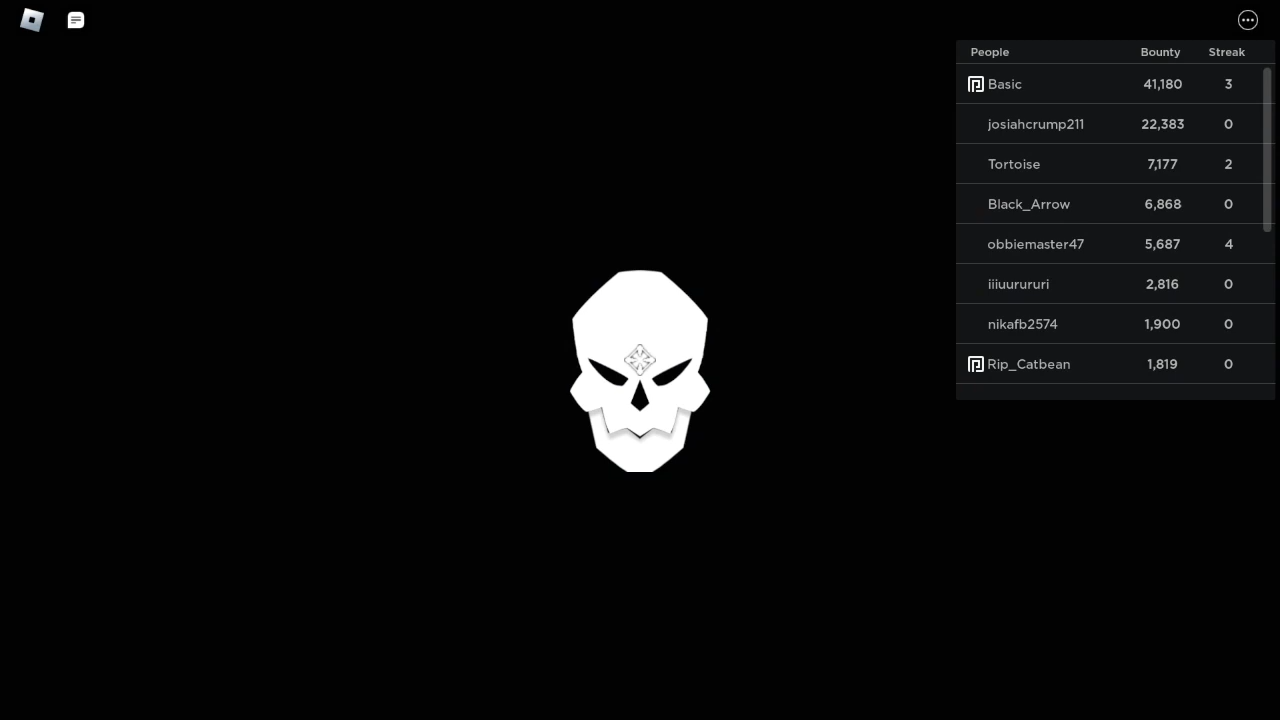 People Bounty Streak
Basic 41,180 3
josiahcrump211 22,383 0
Tortoise 7,177 2
Black_Arrow 6,868 0
obbiemaster47 5,687 4
iiiuurururi 2,816 0
nikafb2574 1,900 0
Rip_Catbean 1,819 0